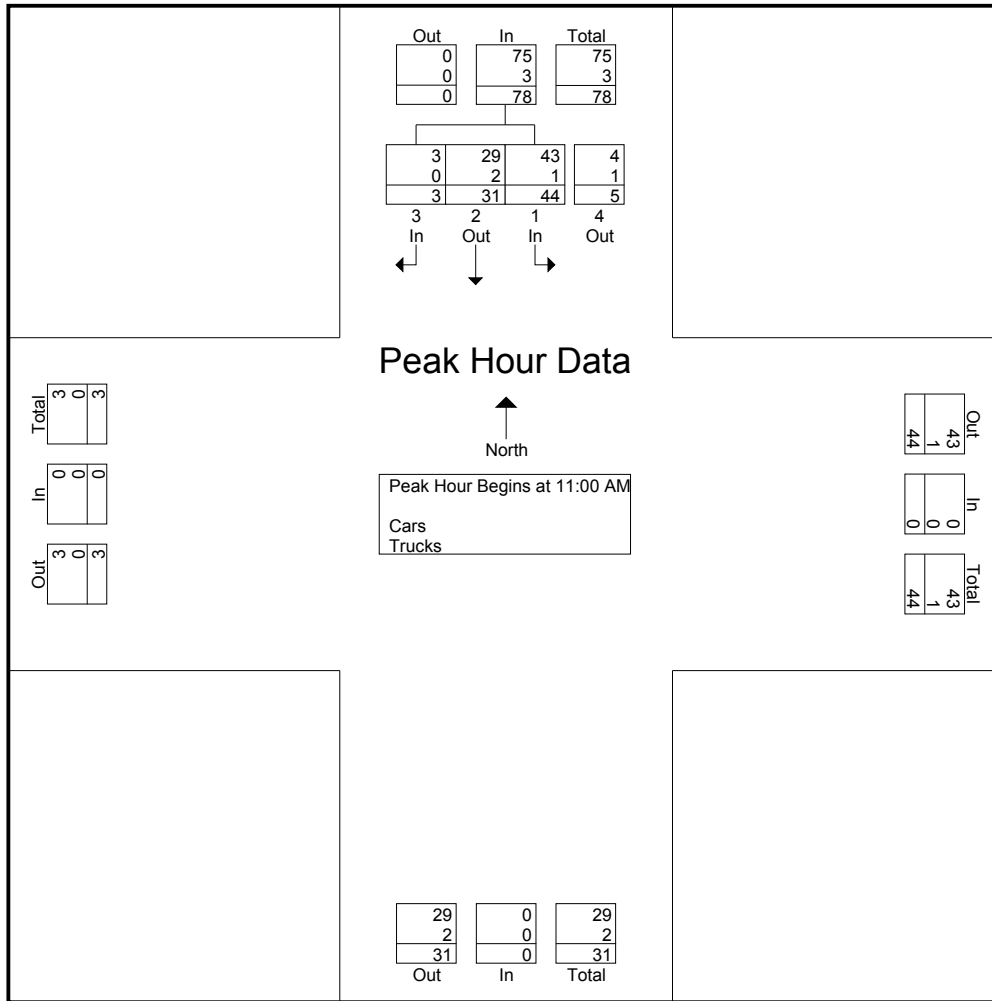 Out In Total
0 75 75
0 3 3
0 78 78
3 29 43 4
0 2 1 1
3 31 44 5
3 2 1 4
In Out In Out
Peak Hour Data
North
Peak Hour Begins at 11:00 AM
Cars
Trucks
Out In Total
3 0 3
0 0 0
3 0 3
Out In Total
43 0 43
1 0 1
44 0 44
29 0 29
2 0 2
31 0 31
Out In Total